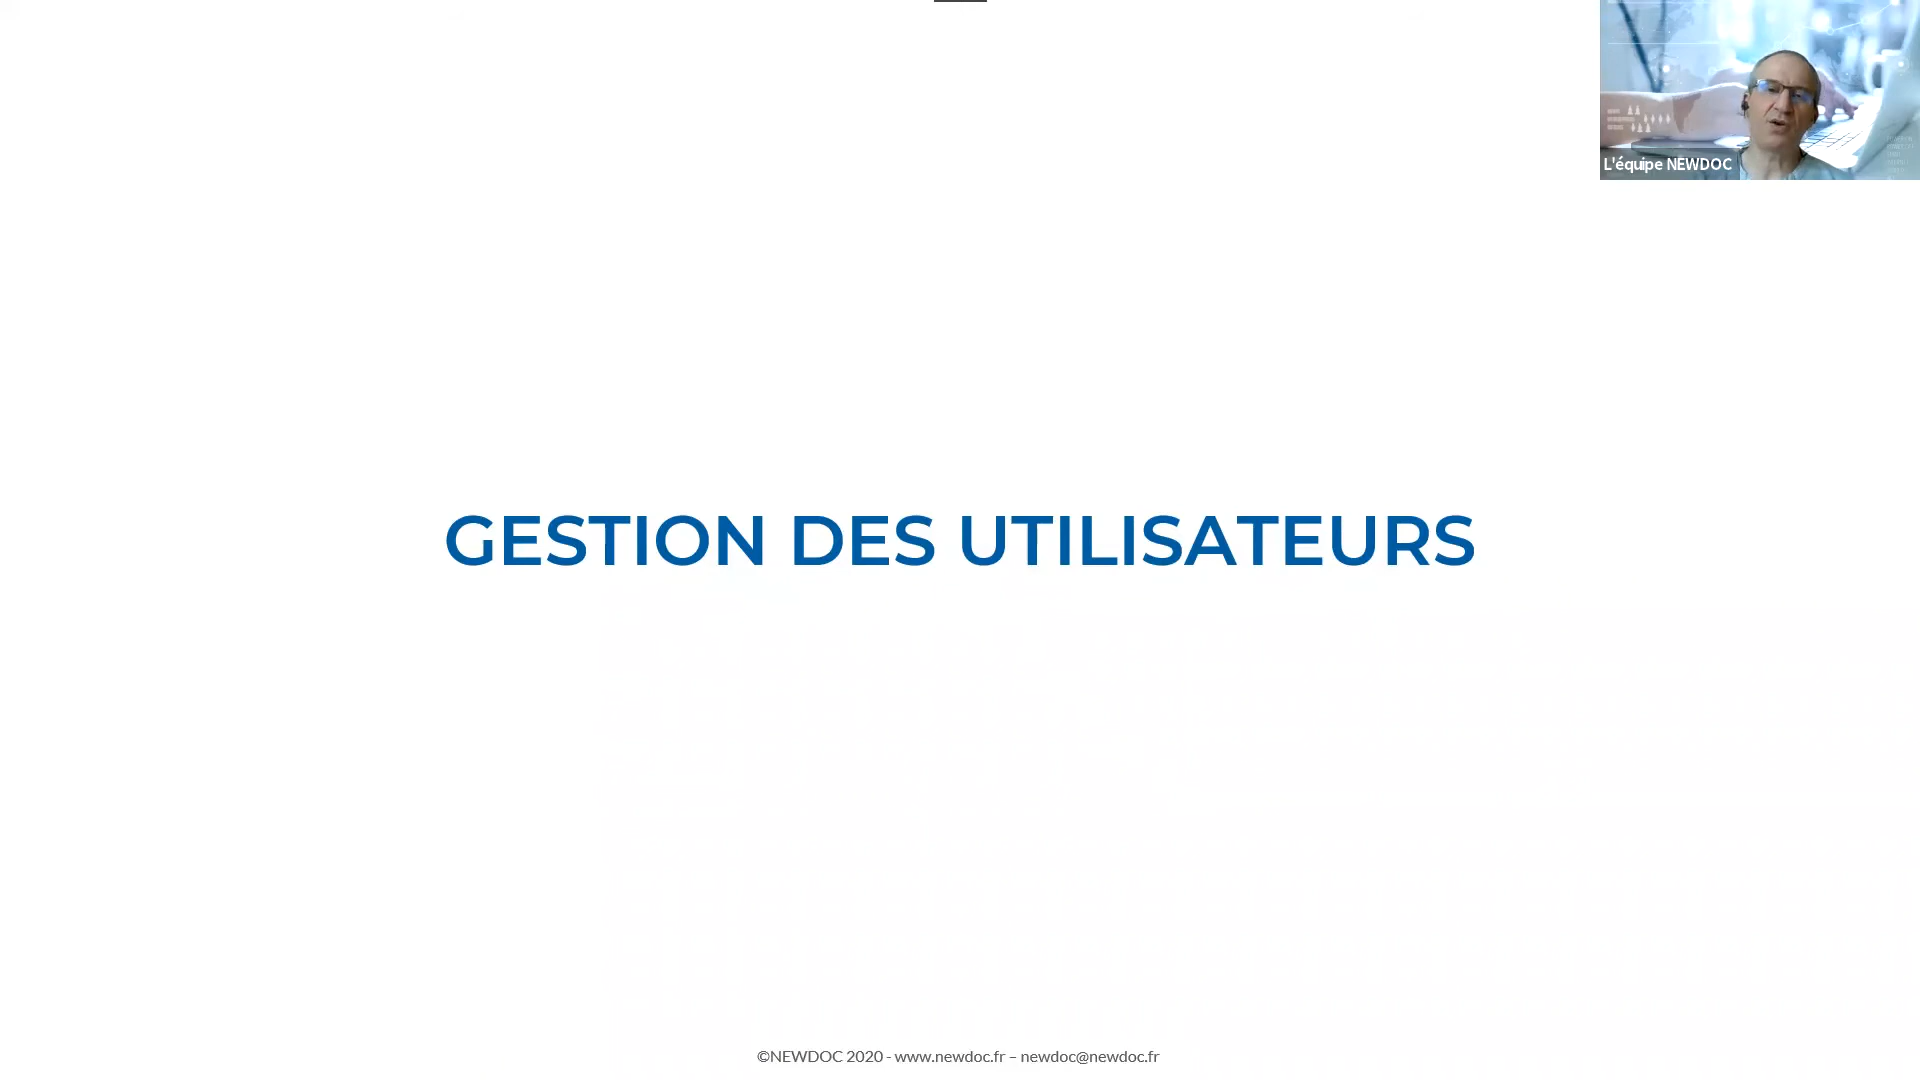 L'équipe NEWDOC
GESTION DES UTILISATEURS
©NEWDOC 2020 - www.newdoc.fr – newdoc@newdoc.fr